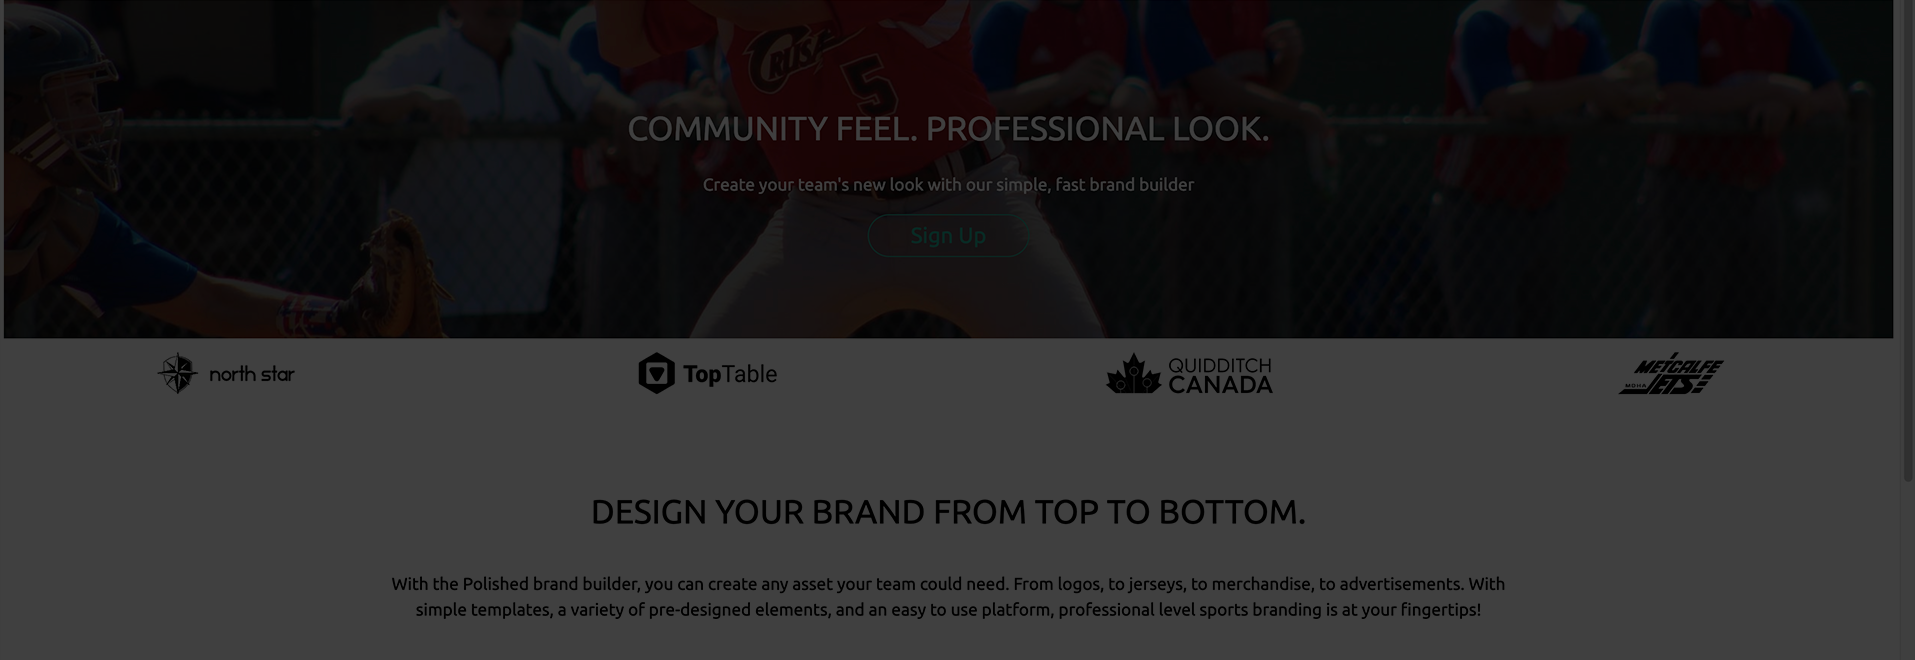 CRUSA
5
COMMUNITY FEEL. PROFESSIONAL LOOK.
Create your team's new look with our simple, fast brand builder
Sign Up
north star
TopTable
QUIDDITCH
CANADA
METCALFE
MDHA JETS
DESIGN YOUR BRAND FROM TOP TO BOTTOM.
With the Polished brand builder, you can create any asset your team could need. From logos, to jerseys, to merchandise, to advertisements. With
simple templates, a variety of pre-designed elements, and an easy to use platform, professional level sports branding is at your fingertips!